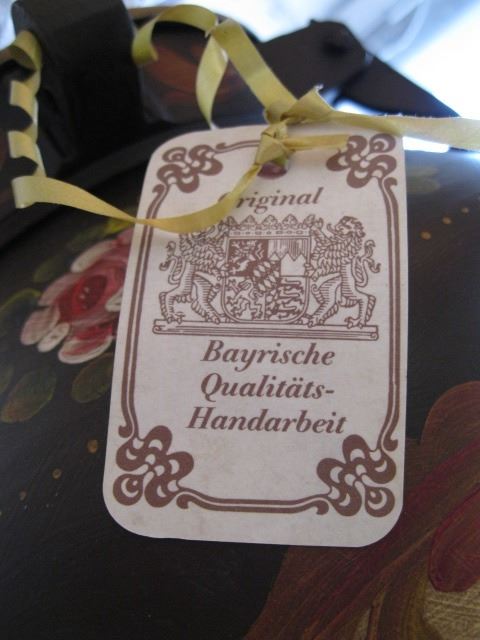 Original
Bayrische
Qualitäts-
Handarbeit